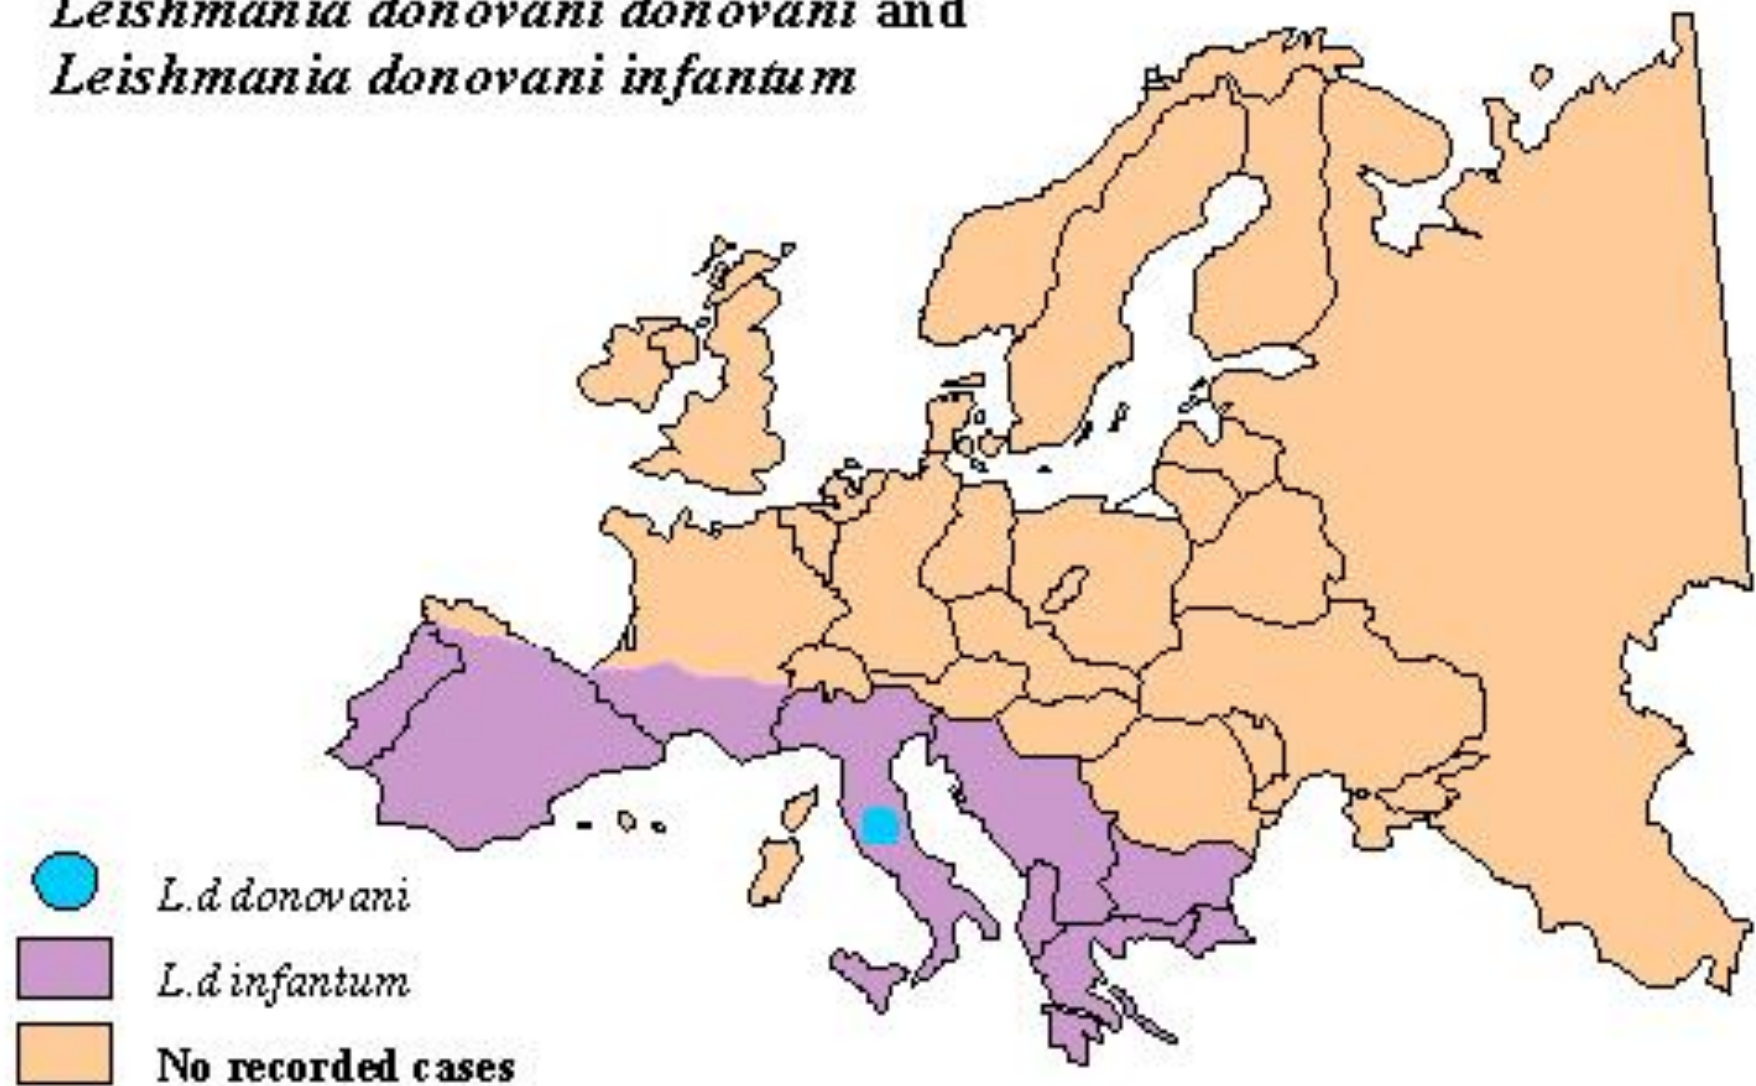 Leishmania donovani donovani and
Leishmania donovani infantum
L.d donovani
L.d infantum
No recorded cases